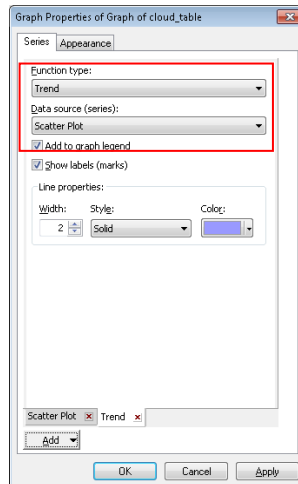 Graph Properties of Graph of cloud_table
Series Appearance
Function type:
Trend
Data source (series):
Scatter Plot
Add to graph legend
Show labels (marks)
Line properties:
Width: Style: Color:
2 Solid
Scatter Plot Trend
Add
OK Cancel Apply